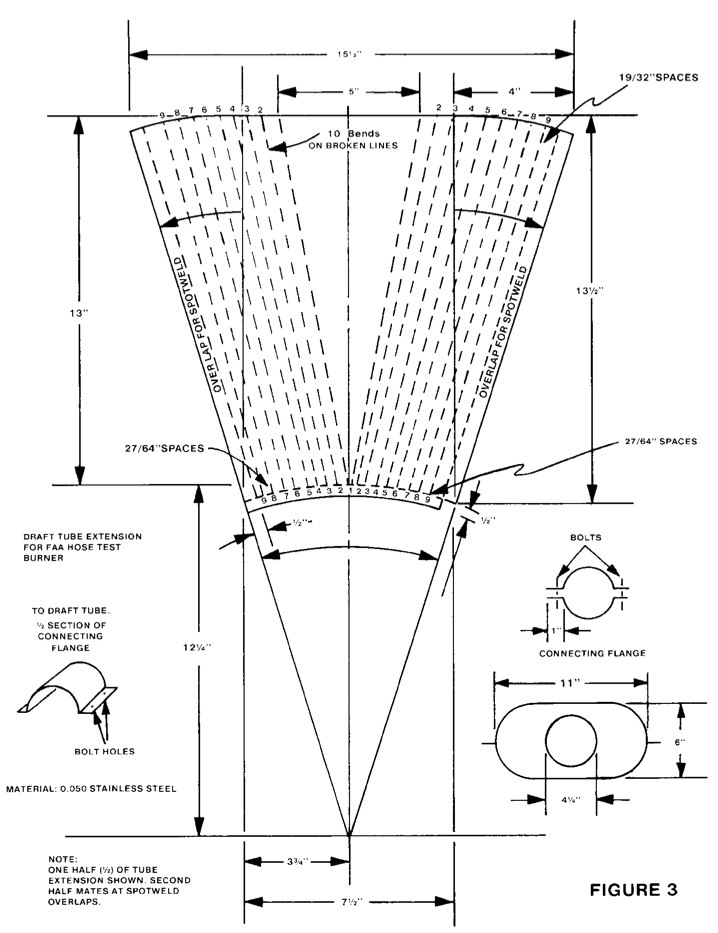 15½"
5"
4"
19/32"SPACES
9 8 7 6 5 4 3 2
2 3 4 5 6 7 8 9
10 Bends
ON BROKEN LINES
13"
13½"
OVERLAP FOR SPOTWELD
OVERLAP FOR SPOTWELD
27/64"SPACES
27/64" SPACES
9 8 7 6 5 4 3 2 1 2 3 4 5 6 7 8 9
½"
½"
DRAFT TUBE EXTENSION
FOR FAA HOSE TEST
BURNER
BOLTS
1"
CONNECTING FLANGE
TO DRAFT TUBE.
½ SECTION OF
CONNECTING
FLANGE
12¼"
11"
6"
BOLT HOLES
4¼"
MATERIAL: 0.050 STAINLESS STEEL
NOTE:
ONE HALF (½) OF TUBE
EXTENSION SHOWN. SECOND
HALF MATES AT SPOTWELD
OVERLAPS.
3¾"
7½"
FIGURE 3